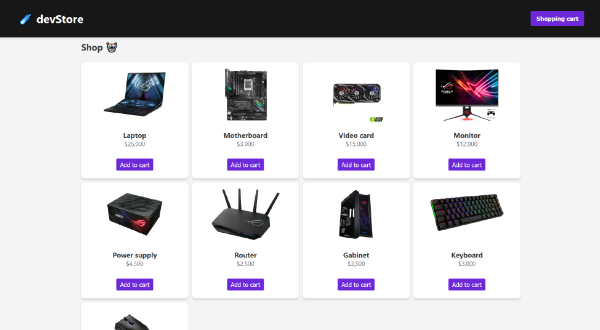 devStore
Shopping cart
Shop
Laptop
$25,000
Add to cart
Motherboard
$3,000
Add to cart
Video card
$15,000
Add to cart
Monitor
$12,000
Add to cart
Power supply
$4,500
Add to cart
Router
$2,500
Add to cart
Gabinet
$3,500
Add to cart
Keyboard
$3,000
Add to cart